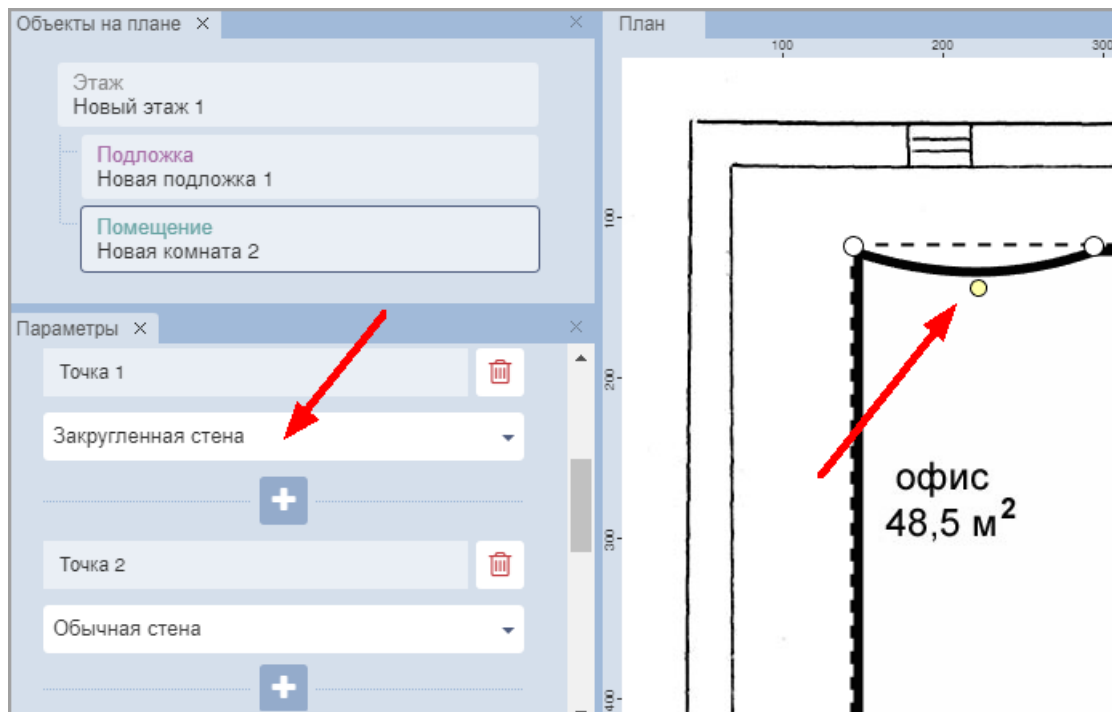 Объекты на плане
Этаж
Новый этаж 1
Подложка
Новая подложка 1
Помещение
Новая комната 2
Параметры
Точка 1
Закругленная стена
Точка 2
Обычная стена
План
100
200
300
100
200
300
400
офис
48,5 м²